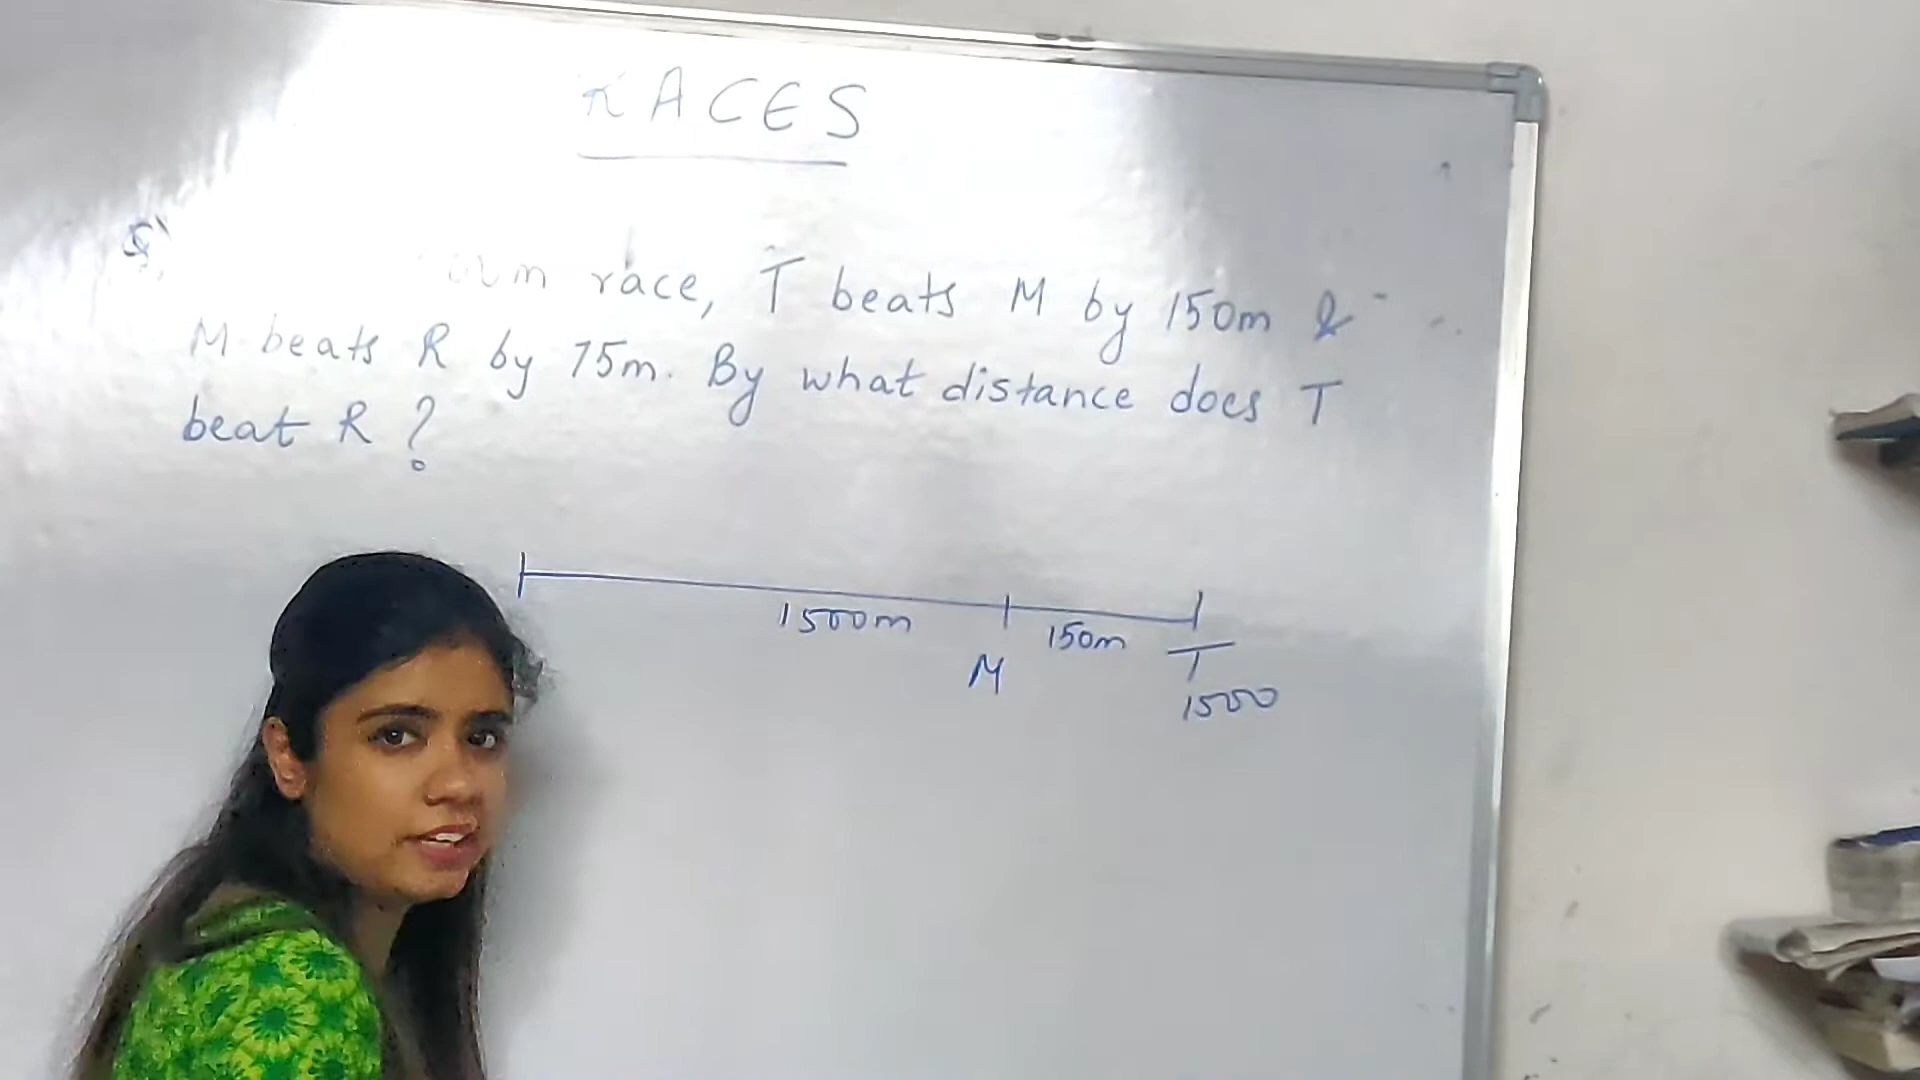 RACES
race, T beats M by 150m &
M beats R by 75m. By what distance does T
beat R ?
1500m 150m
M T
1500